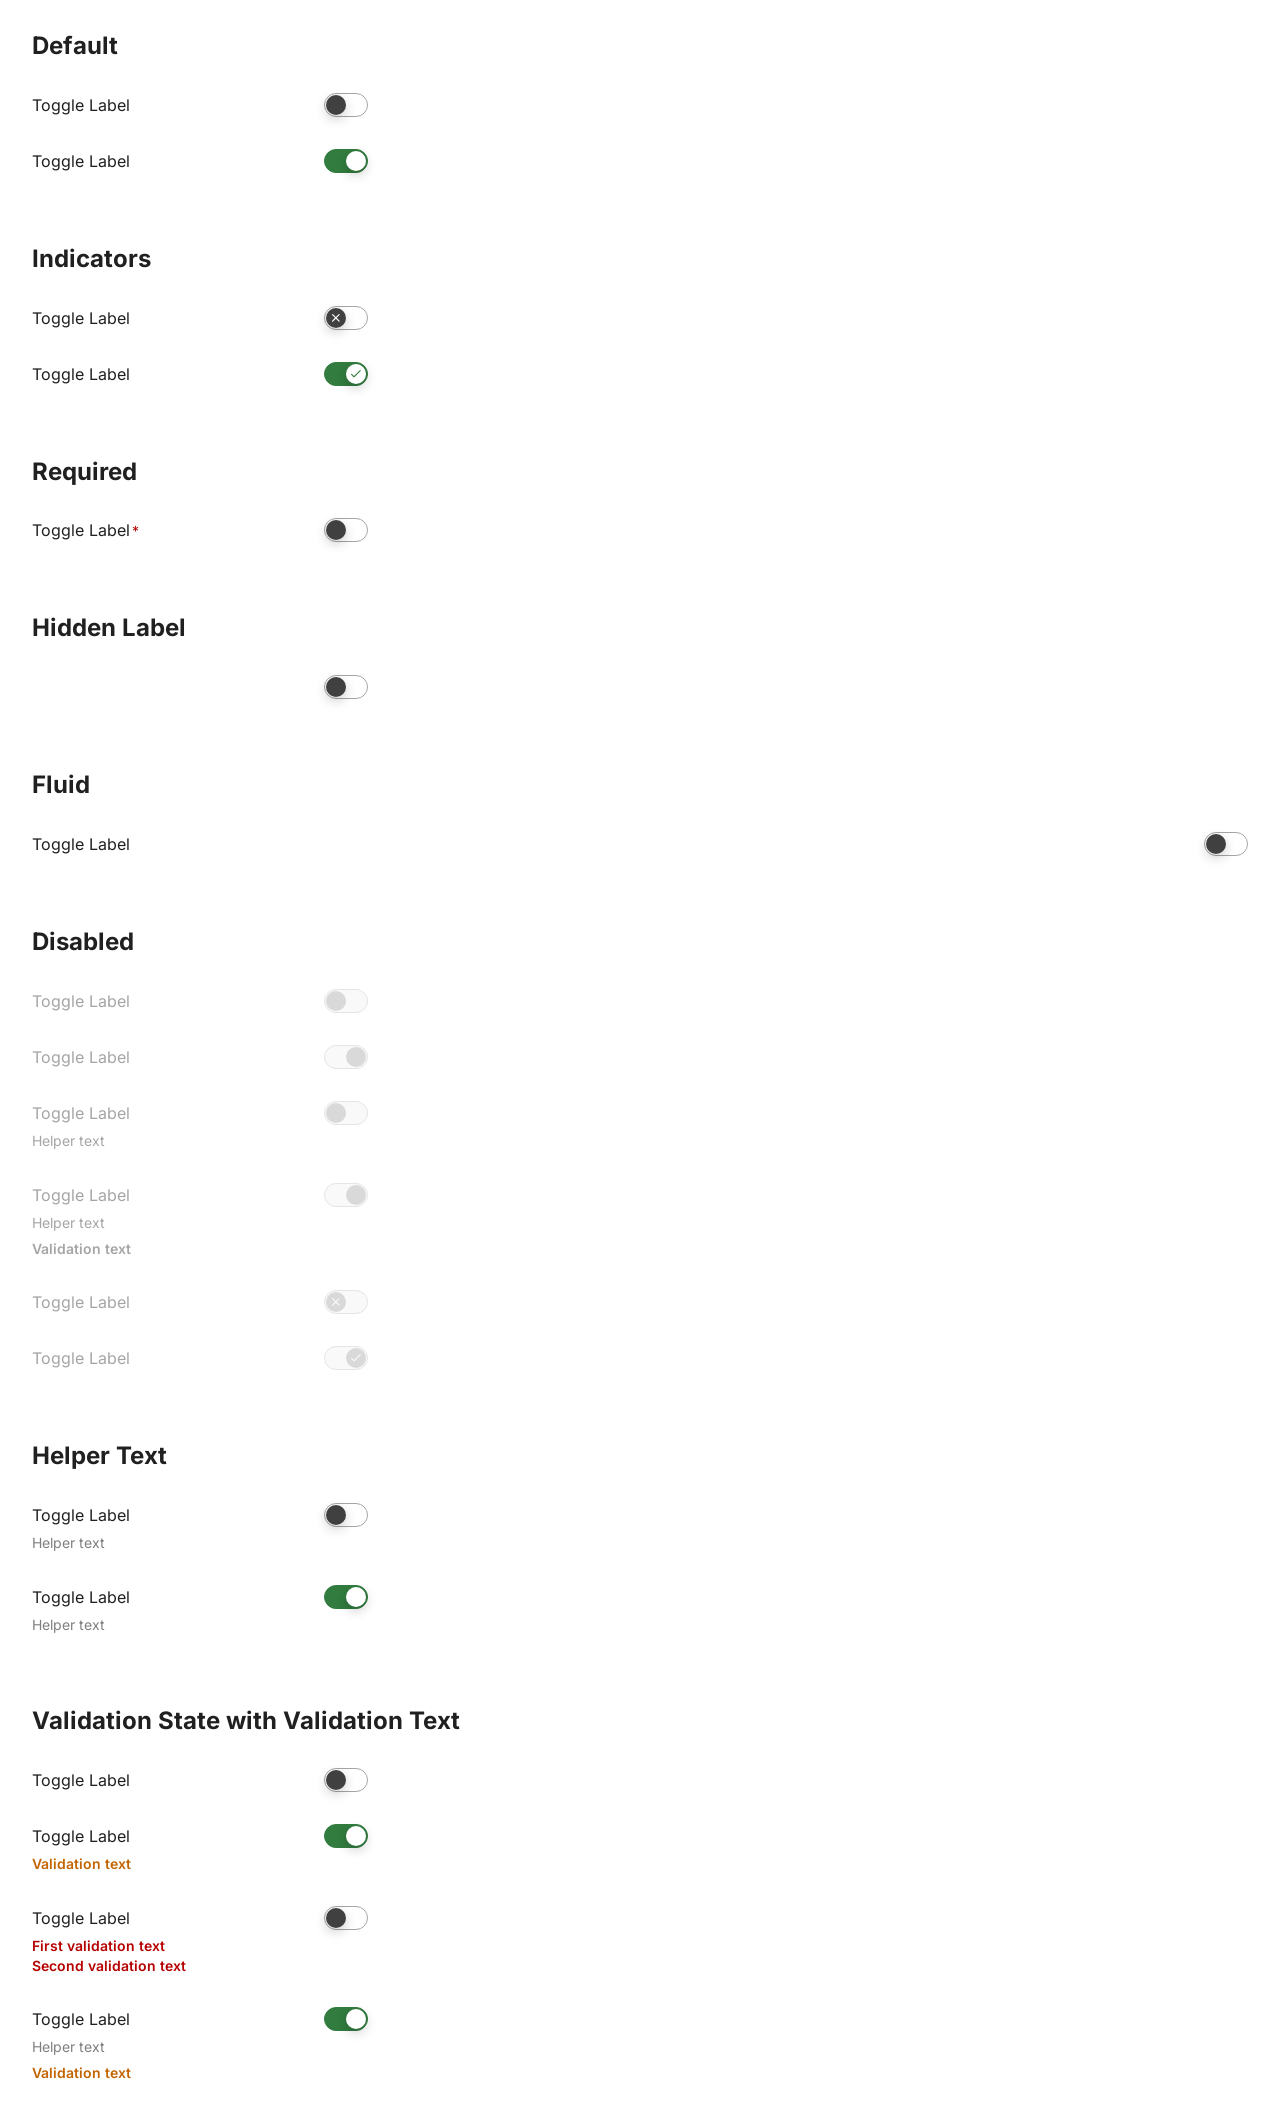 Default
Toggle Label
Toggle Label
Indicators
Toggle Label
Toggle Label
Required
Toggle Label*
Hidden Label
Fluid
Toggle Label
Disabled
Toggle Label
Toggle Label
Toggle Label
Helper text
Toggle Label
Helper text
Validation text
Toggle Label
Toggle Label
Helper Text
Toggle Label
Helper text
Toggle Label
Helper text
Validation State with Validation Text
Toggle Label
Toggle Label
Validation text
Toggle Label
First validation text
Second validation text
Toggle Label
Helper text
Validation text